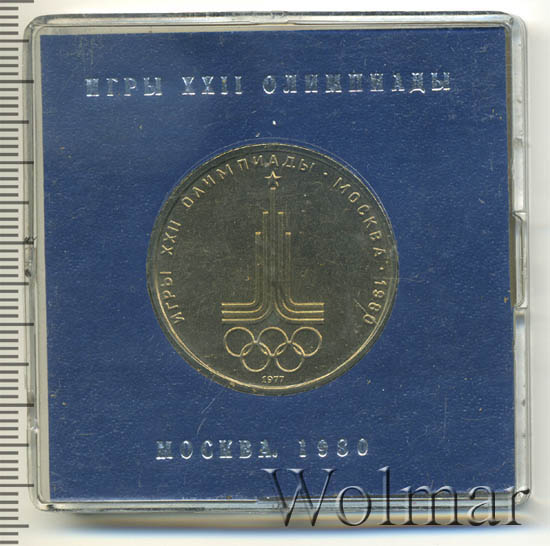 ИГРЫ XXII ОЛИМПИАДЫ
ИГРЫ XXII ОЛИМПИАДЫ · МОСКВА · 1980
1977
МОСКВА. 1980
Wolmar